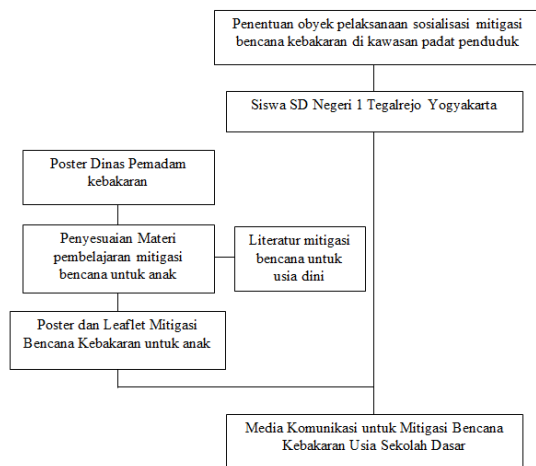 Penentuan obyek pelaksanaan sosialisasi mitigasi
bencana kebakaran di kawasan padat penduduk
Siswa SD Negeri 1 Tegalrejo Yogyakarta
Poster Dinas Pemadam
kebakaran
Penyesuaian Materi
pembelajaran mitigasi
bencana untuk anak
Literatur mitigasi
bencana untuk
usia dini
Poster dan Leaflet Mitigasi
Bencana Kebakaran untuk anak
Media Komunikasi untuk Mitigasi Bencana
Kebakaran Usia Sekolah Dasar